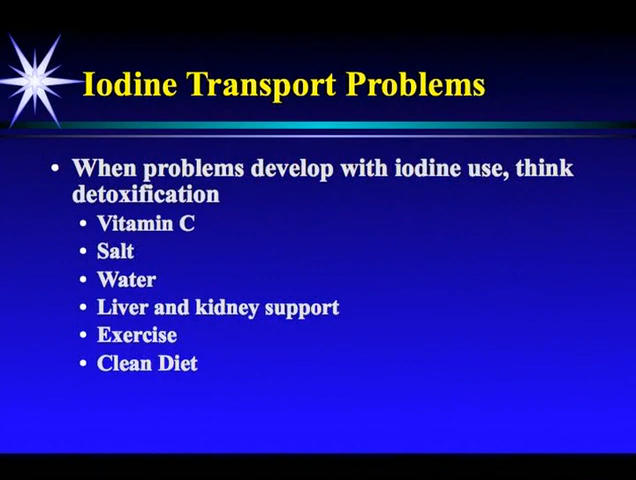 Iodine Transport Problems
• When problems develop with iodine use, think
detoxification
• Vitamin C
• Salt
• Water
• Liver and kidney support
• Exercise
• Clean Diet